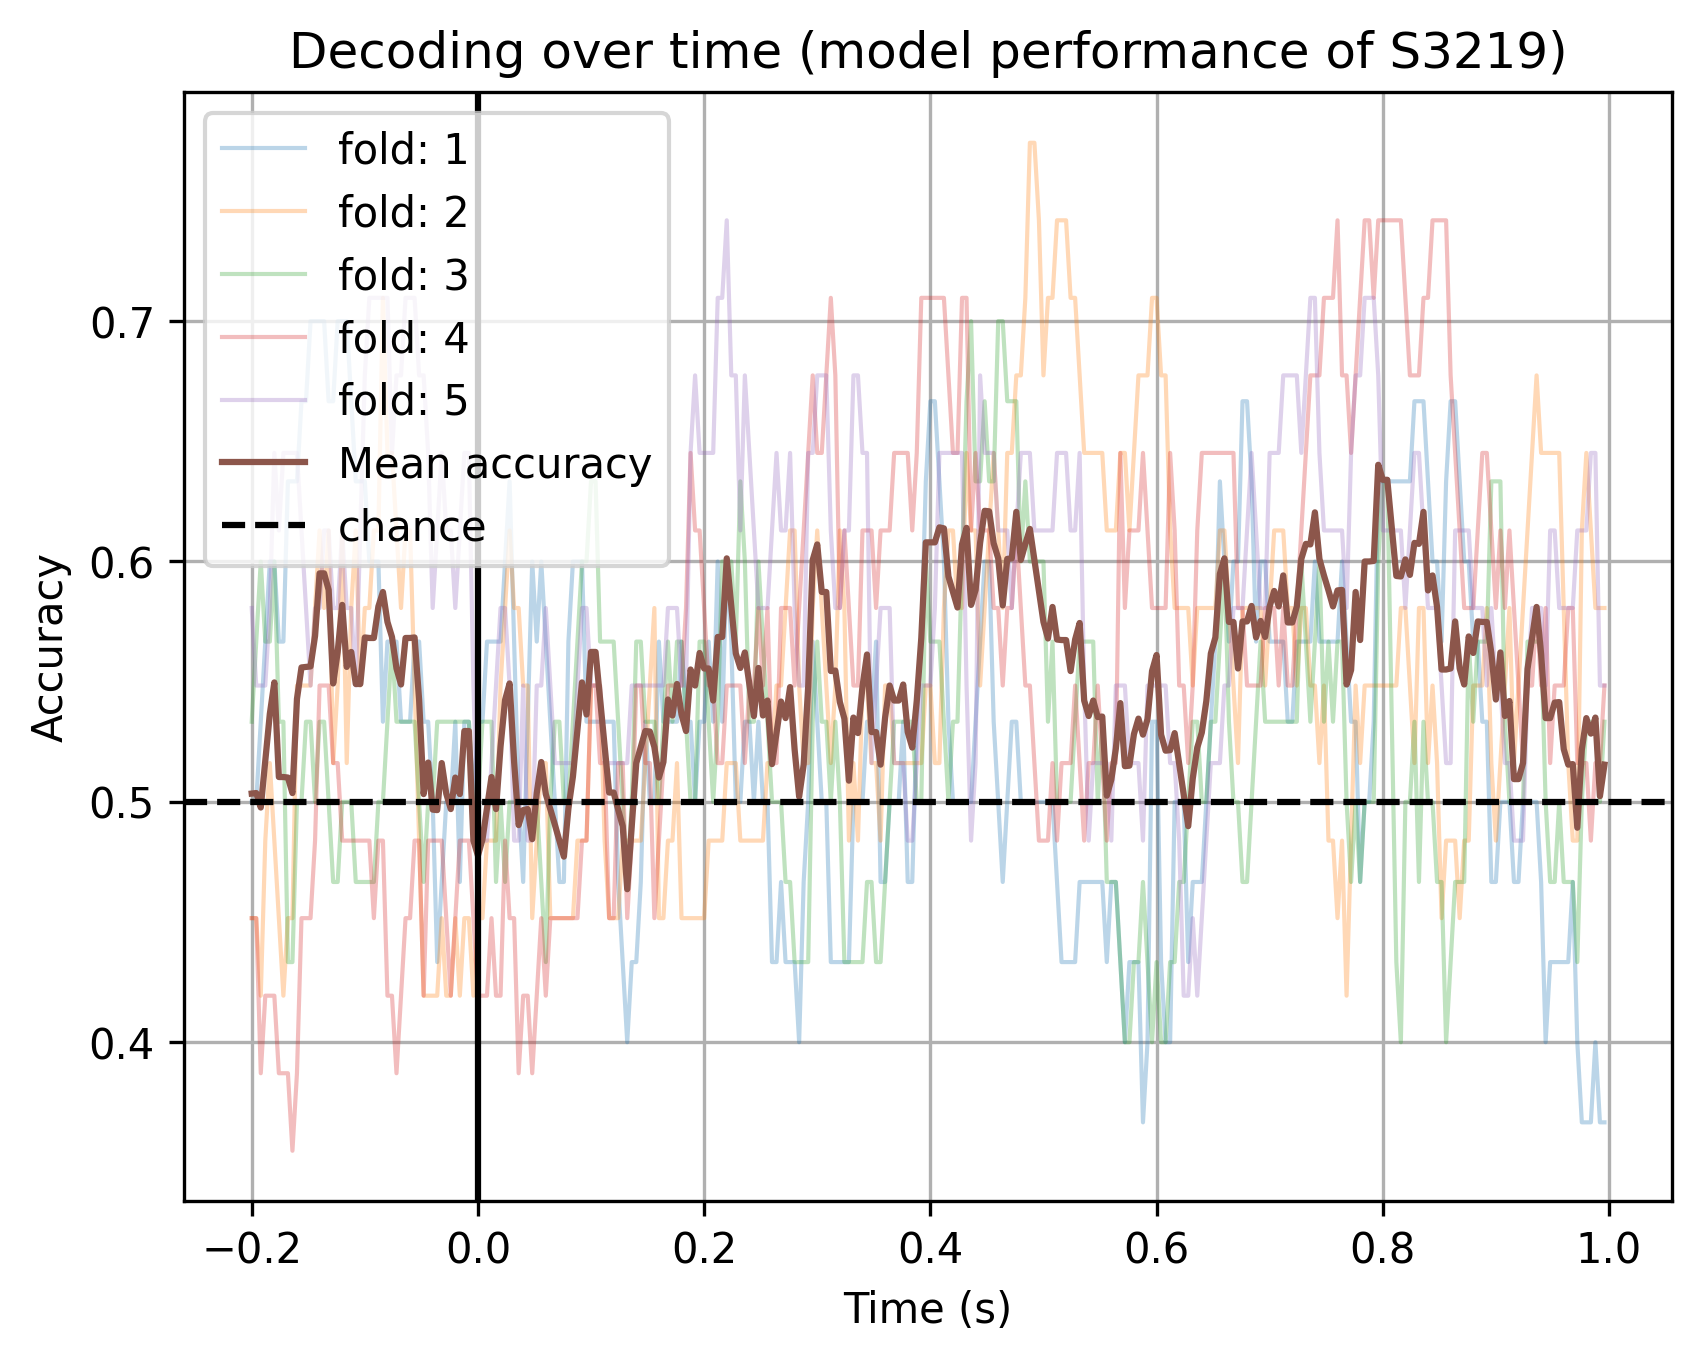 Decoding over time (model performance of S3219)
fold: 1
fold: 2
fold: 3
fold: 4
fold: 5
Mean accuracy
chance
Accuracy
0.7
0.6
0.5
0.4
−0.2 0.0 0.2 0.4 0.6 0.8 1.0
Time (s)